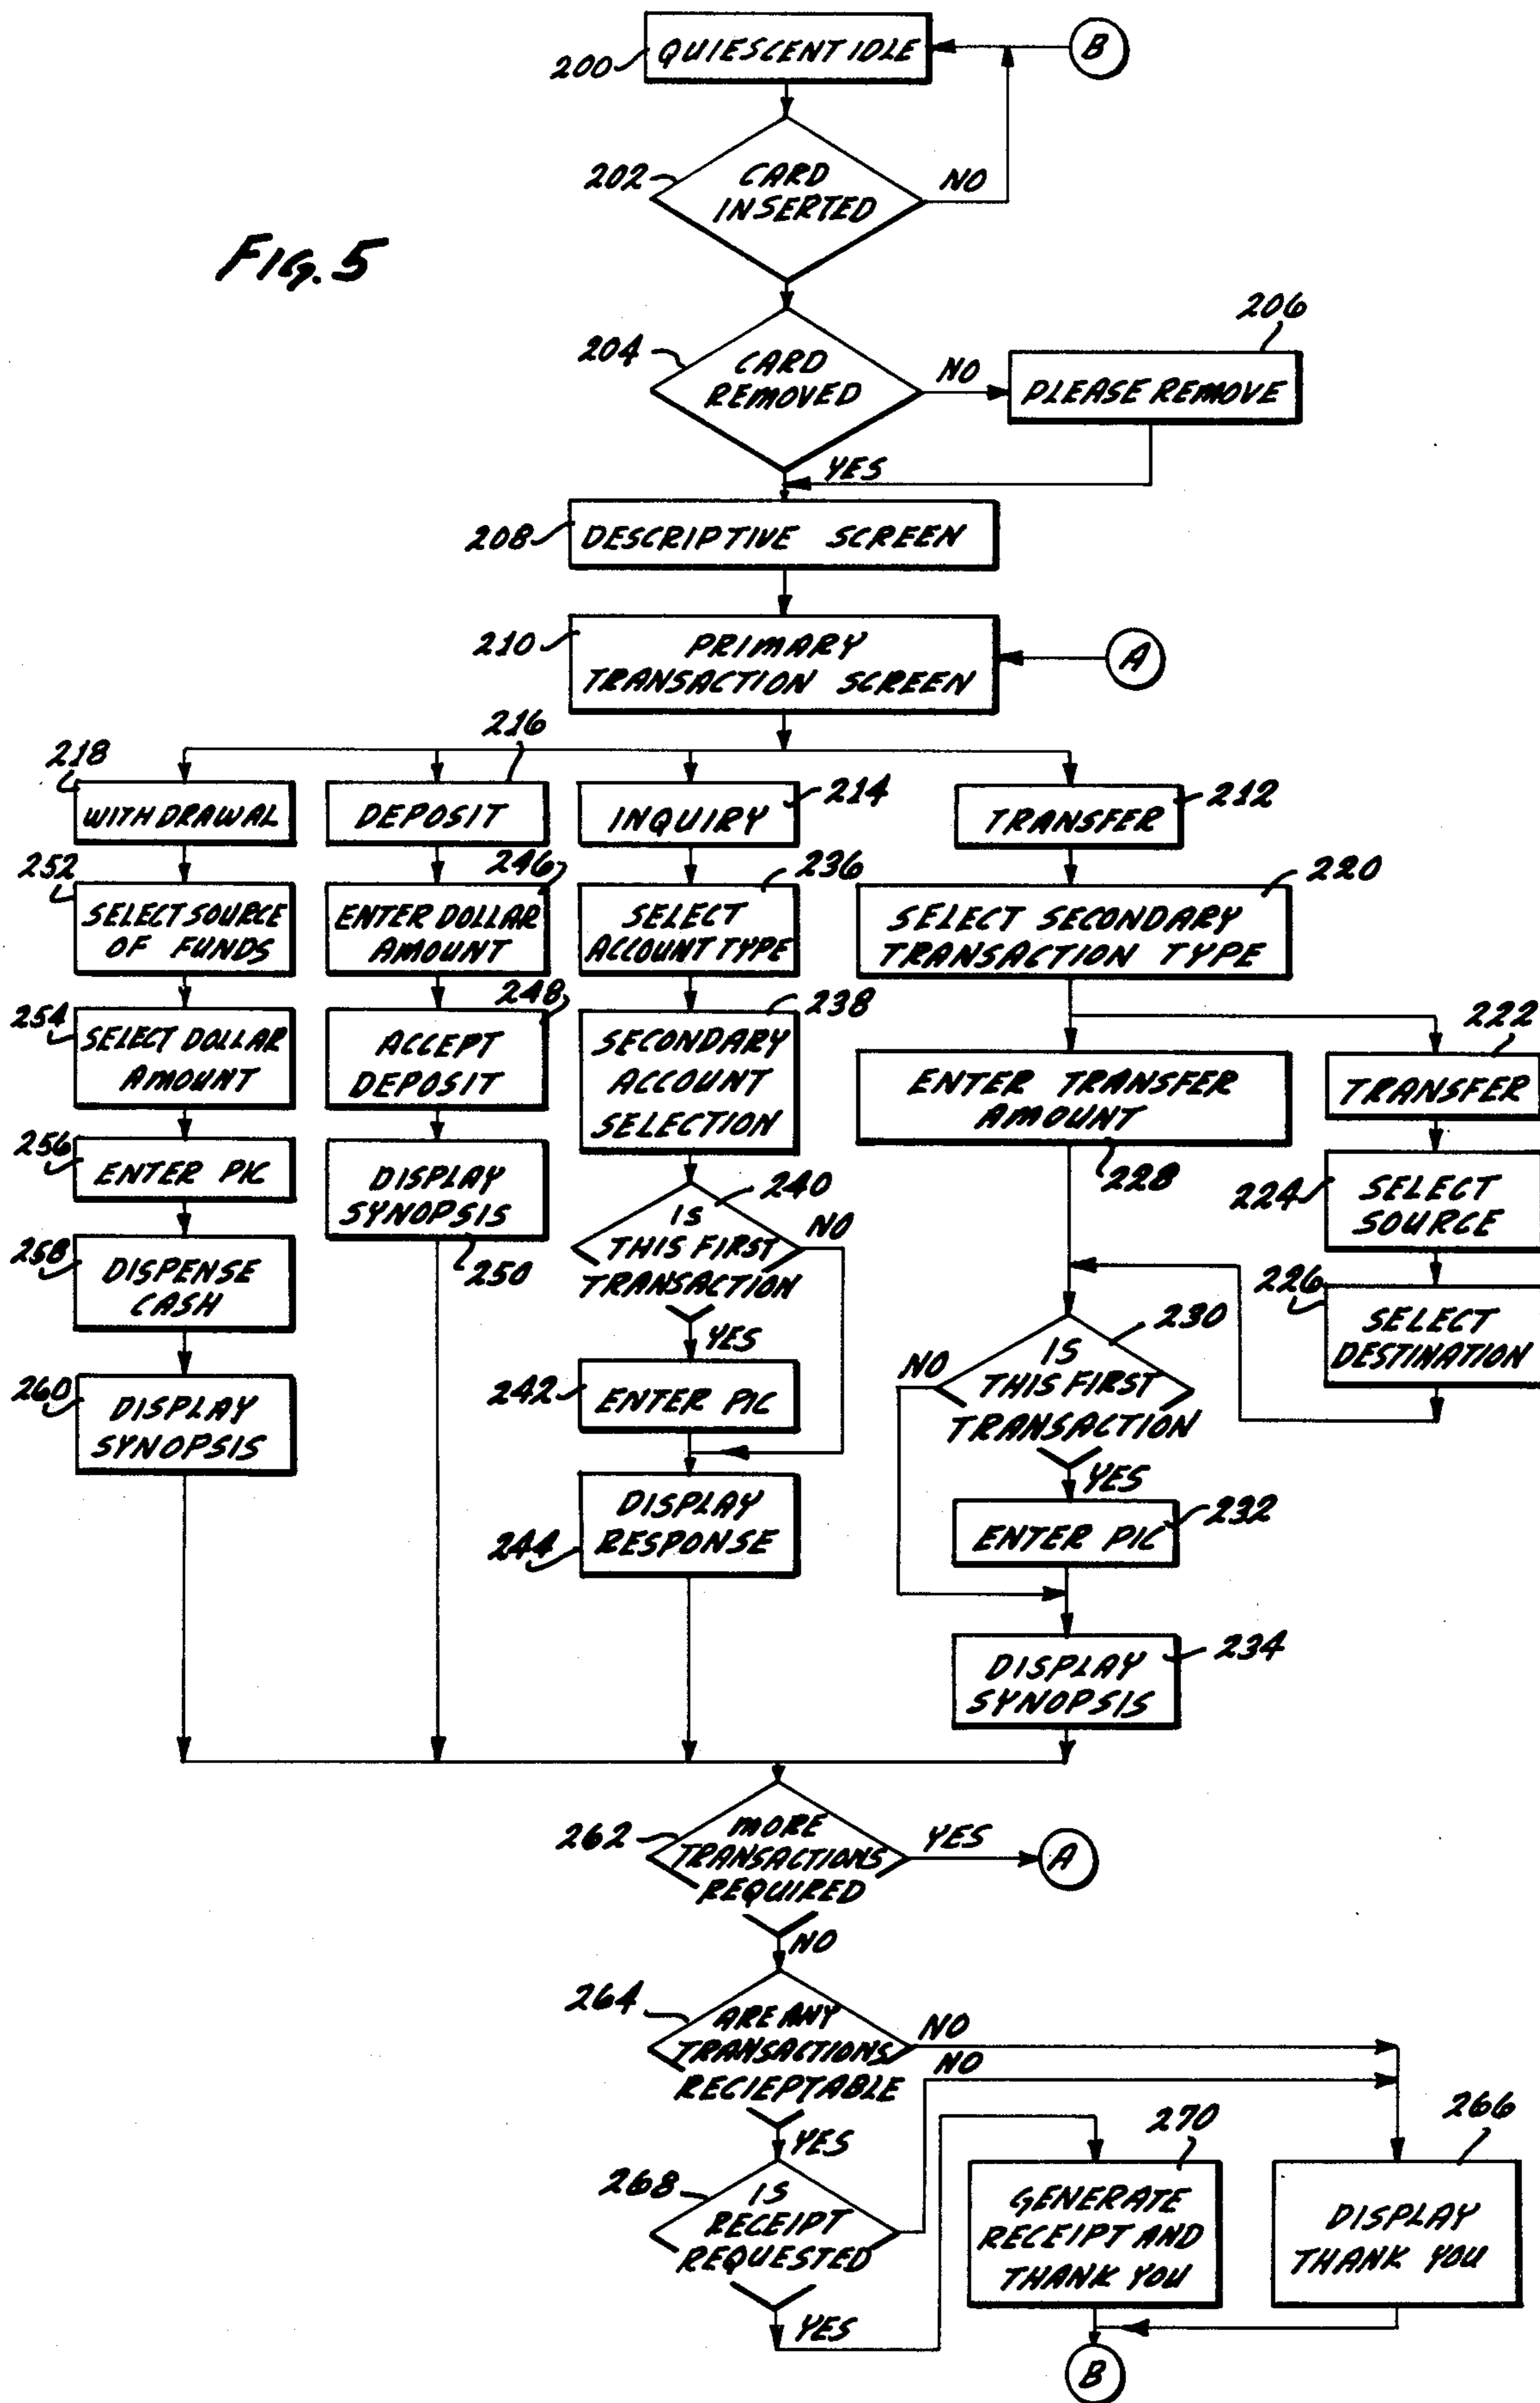 Fig. 5
200
QUIESCENT IDLE
B
202
CARD
INSERTED
NO
204
CARD
REMOVED
NO
206
PLEASE REMOVE
YES
208
DESCRIPTIVE SCREEN
210
PRIMARY
TRANSACTION SCREEN
A
218
WITHDRAWAL
216
DEPOSIT
214
INQUIRY
212
TRANSFER
252
SELECT SOURCE
OF FUNDS
246
ENTER DOLLAR
AMOUNT
236
SELECT
ACCOUNT TYPE
220
SELECT SECONDARY
TRANSACTION TYPE
254
SELECT DOLLAR
AMOUNT
248
ACCEPT
DEPOSIT
238
SECONDARY
ACCOUNT
SELECTION
ENTER TRANSFER
AMOUNT
228
222
TRANSFER
256
ENTER PIC
DISPLAY
SYNOPSIS
250
240
IS
THIS FIRST
TRANSACTION
NO
YES
224
SELECT
SOURCE
258
DISPENSE
CASH
226
SELECT
DESTINATION
230
IS
THIS FIRST
TRANSACTION
NO
YES
260
DISPLAY
SYNOPSIS
242
ENTER PIC
232
ENTER PIC
244
DISPLAY
RESPONSE
234
DISPLAY
SYNOPSIS
262
MORE
TRANSACTIONS
REQUIRED
YES
A
NO
264
ARE ANY
TRANSACTIONS
RECIEPTABLE
NO
NO
YES
268
IS
RECEIPT
REQUESTED
YES
270
GENERATE
RECEIPT AND
THANK YOU
266
DISPLAY
THANK YOU
B